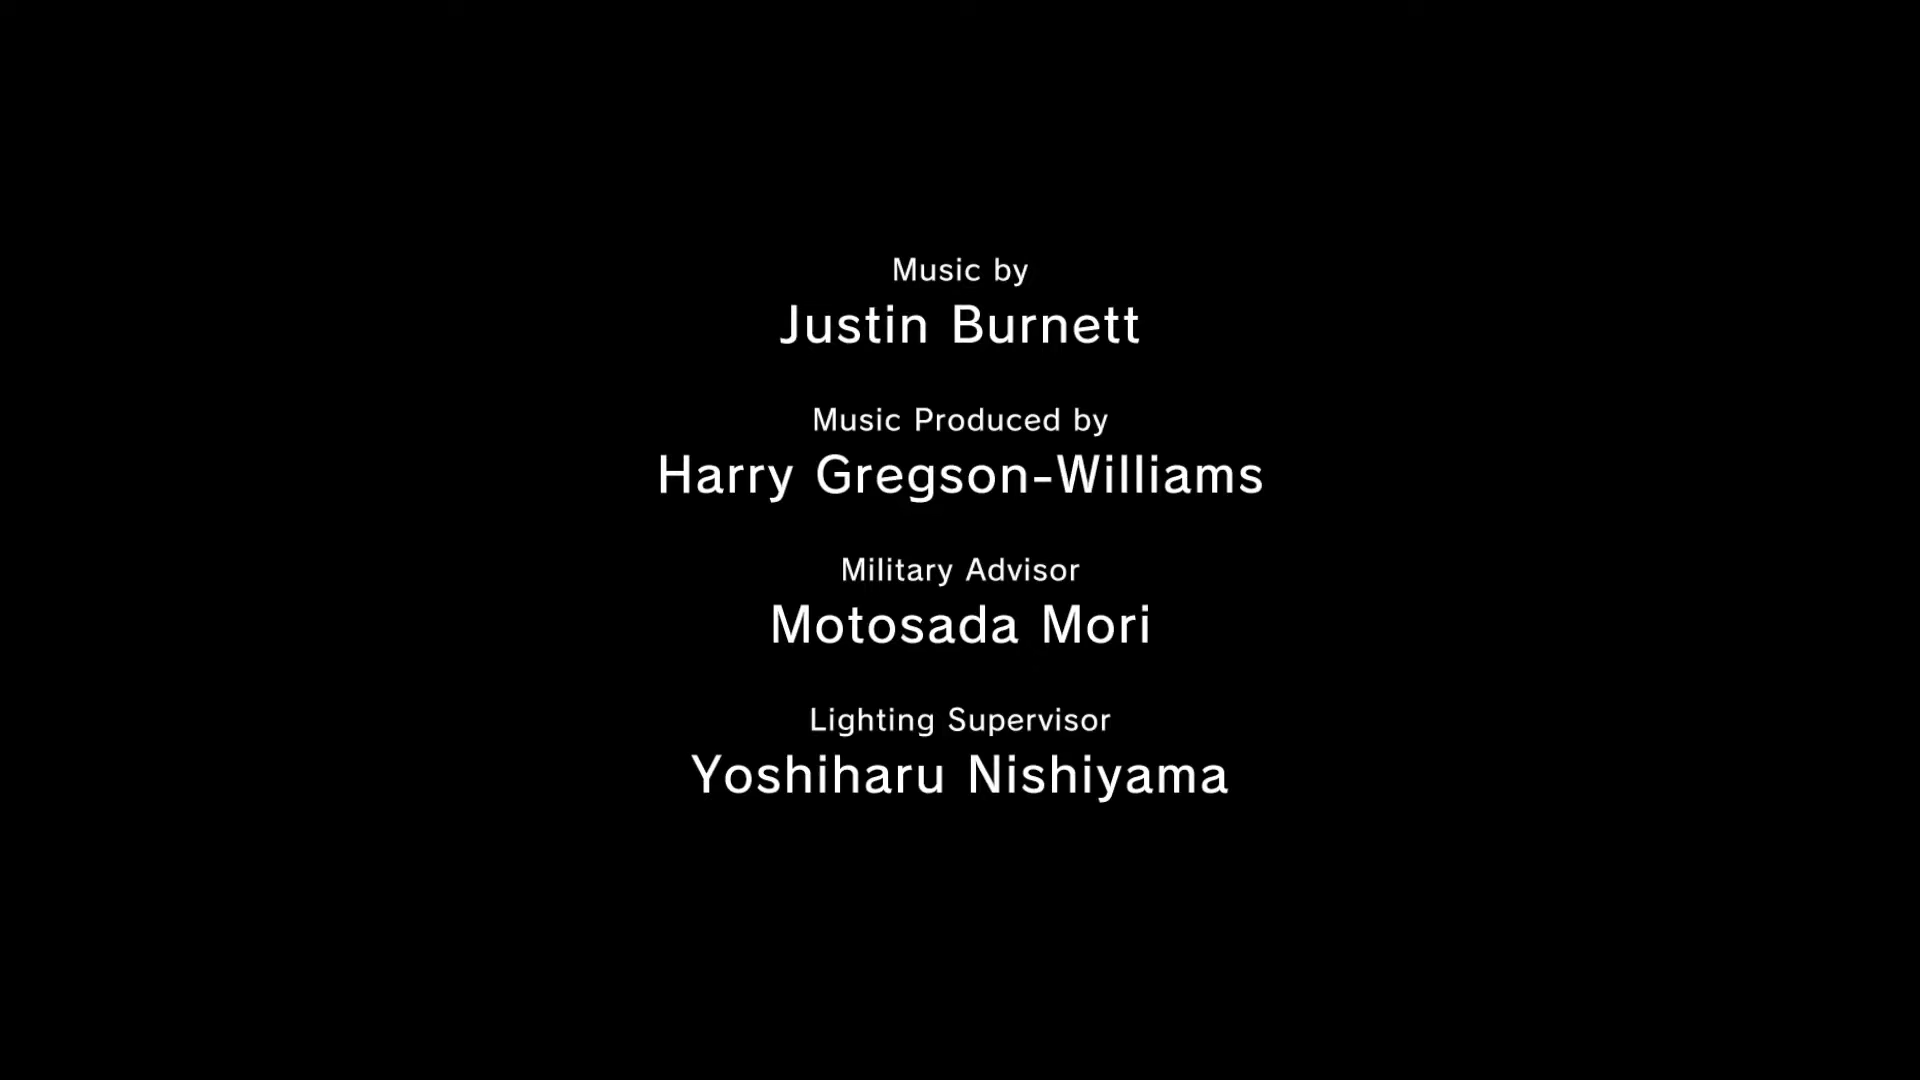 Music by
Justin Burnett
Music Produced by
Harry Gregson-Williams
Military Advisor
Motosada Mori
Lighting Supervisor
Yoshiharu Nishiyama